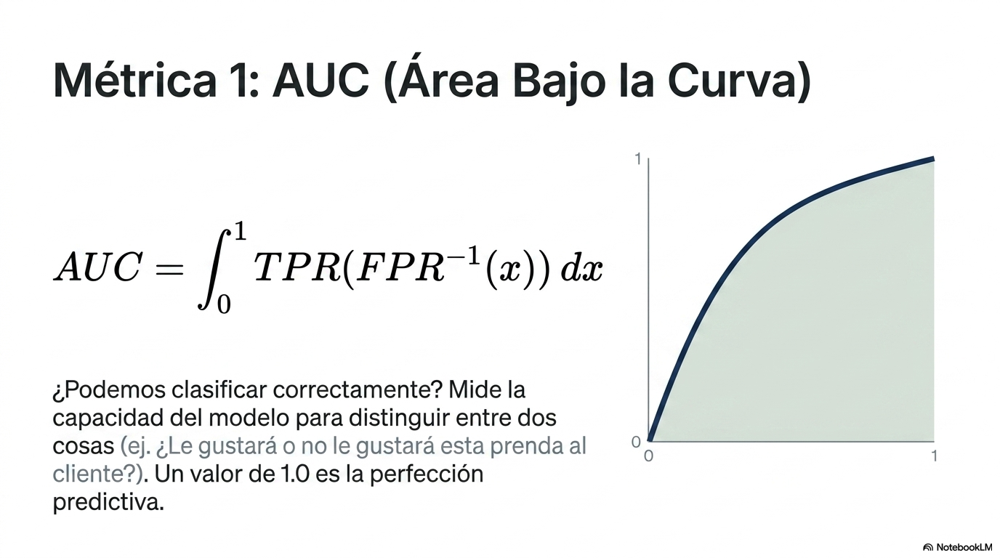 Métrica 1: AUC (Área Bajo la Curva)
AUC = ∫₀¹ TPR(FPR⁻¹(x)) dx
¿Podemos clasificar correctamente? Mide la
capacidad del modelo para distinguir entre dos
cosas (ej. ¿Le gustará o no le gustará esta prenda al
cliente?). Un valor de 1.0 es la perfección
predictiva.
1
0
0
1
NotebookLM